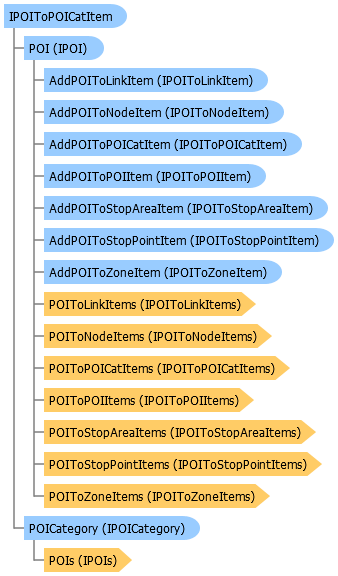 IPOIToPOICatItem
POI (IPOI)
AddPOIToLinkItem (IPOIToLinkItem)
AddPOIToNodeItem (IPOIToNodeItem)
AddPOIToPOICatItem (IPOIToPOICatItem)
AddPOIToPOIItem (IPOIToPOIItem)
AddPOIToStopAreaItem (IPOIToStopAreaItem)
AddPOIToStopPointItem (IPOIToStopPointItem)
AddPOIToZoneItem (IPOIToZoneItem)
POIToLinkItems (IPOIToLinkItems)
POIToNodeItems (IPOIToNodeItems)
POIToPOICatItems (IPOIToPOICatItems)
POIToPOIItems (IPOIToPOIItems)
POIToStopAreaItems (IPOIToStopAreaItems)
POIToStopPointItems (IPOIToStopPointItems)
POIToZoneItems (IPOIToZoneItems)
POICategory (IPOICategory)
POIs (IPOIs)